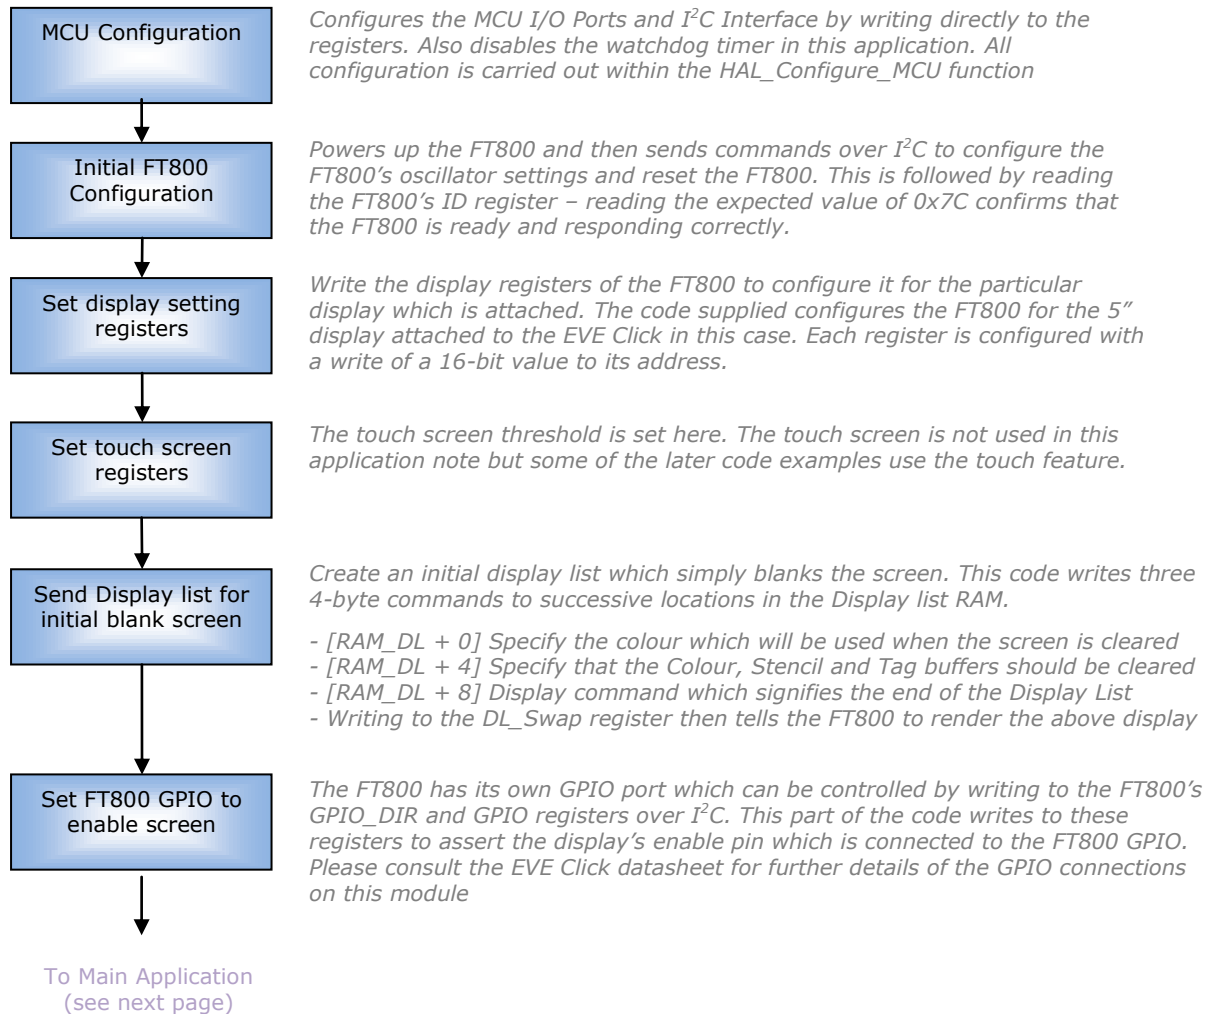 MCU Configuration
Configures the MCU I/O Ports and I²C Interface by writing directly to the
registers. Also disables the watchdog timer in this application. All
configuration is carried out within the HAL_Configure_MCU function
Initial FT800
Configuration
Powers up the FT800 and then sends commands over I²C to configure the
FT800’s oscillator settings and reset the FT800. This is followed by reading
the FT800’s ID register – reading the expected value of 0x7C confirms that
the FT800 is ready and responding correctly.
Set display setting
registers
Write the display registers of the FT800 to configure it for the particular
display which is attached. The code supplied configures the FT800 for the 5″
display attached to the EVE Click in this case. Each register is configured with
a write of a 16-bit value to its address.
Set touch screen
registers
The touch screen threshold is set here. The touch screen is not used in this
application note but some of the later code examples use the touch feature.
Send Display list for
initial blank screen
Create an initial display list which simply blanks the screen. This code writes three
4-byte commands to successive locations in the Display list RAM.
- [RAM_DL + 0] Specify the colour which will be used when the screen is cleared
- [RAM_DL + 4] Specify that the Colour, Stencil and Tag buffers should be cleared
- [RAM_DL + 8] Display command which signifies the end of the Display List
- Writing to the DL_Swap register then tells the FT800 to render the above display
Set FT800 GPIO to
enable screen
The FT800 has its own GPIO port which can be controlled by writing to the FT800’s
GPIO_DIR and GPIO registers over I²C. This part of the code writes to these
registers to assert the display’s enable pin which is connected to the FT800 GPIO.
Please consult the EVE Click datasheet for further details of the GPIO connections
on this module
To Main Application
(see next page)